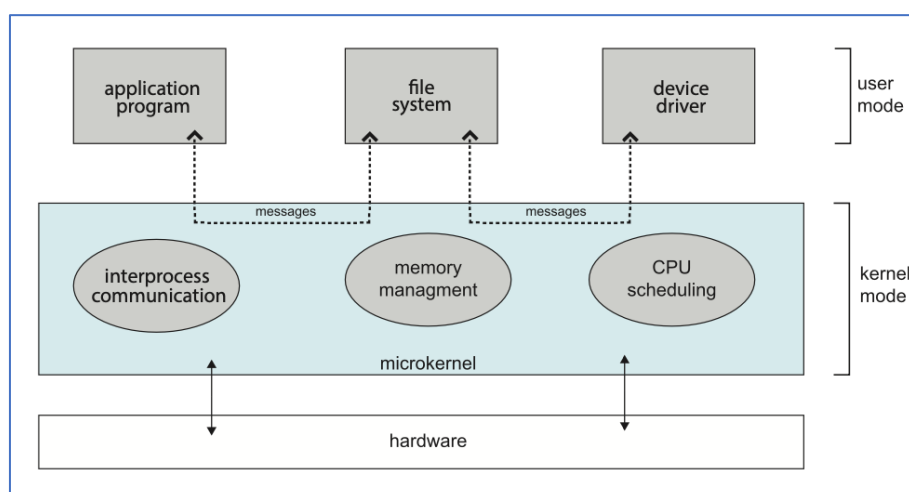 application
program
file
system
device
driver
user
mode
messages
messages
interprocess
communication
memory
managment
CPU
scheduling
kernel
mode
microkernel
hardware